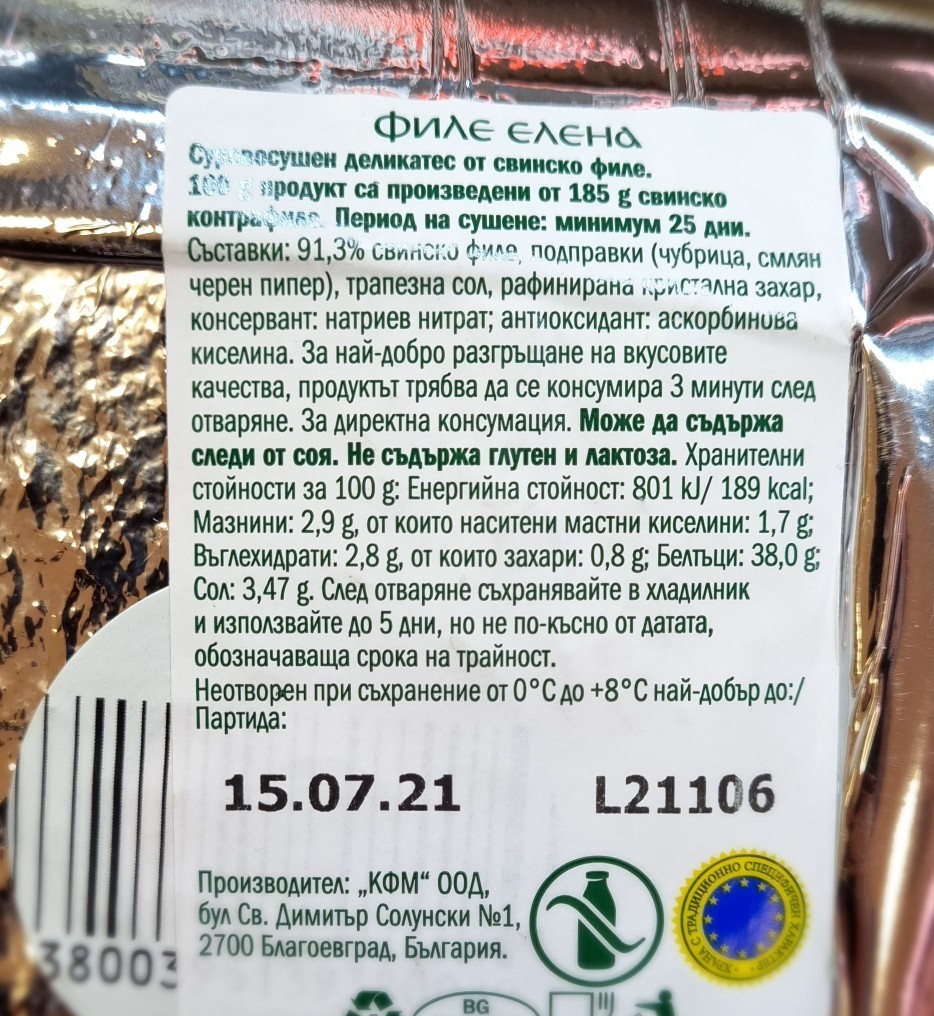 ФИЛЕ ЕЛЕНА
Суровосушен деликатес от свинско филе.
100 g продукт са произведени от 185 g свинско
контрафиле. Период на сушене: минимум 25 дни.
Съставки: 91,3% свинско филе, подправки (чубрица, смлян
черен пипер), трапезна сол, рафинирана кристална захар,
консервант: натриев нитрат; антиоксидант: аскорбинова
киселина. За най-добро разгръщане на вкусовите
качества, продуктът трябва да се консумира 3 минути след
отваряне. За директна консумация. Може да съдържа
следи от соя. Не съдържа глутен и лактоза. Хранителни
стойности за 100 g: Енергийна стойност: 801 kJ/ 189 kcal;
Мазнини: 2,9 g, от които наситени мастни киселини: 1,7 g;
Въглехидрати: 2,8 g, от които захари: 0,8 g; Белтъци: 38,0 g;
Сол: 3,47 g. След отваряне съхранявайте в хладилник
и използвайте до 5 дни, но не по-късно от датата,
обозначаваща срока на трайност.
Неотворен при съхранение от 0°C до +8°C най-добър до:/
Партида:
15.07.21 L21106
Производител: „КФМ“ ООД,
бул Св. Димитър Солунски №1,
2700 Благоевград, България.
ХРАНА С ТРАДИЦИОННО СПЕЦИФИЧЕН ХАРАКТЕР
38003
BG